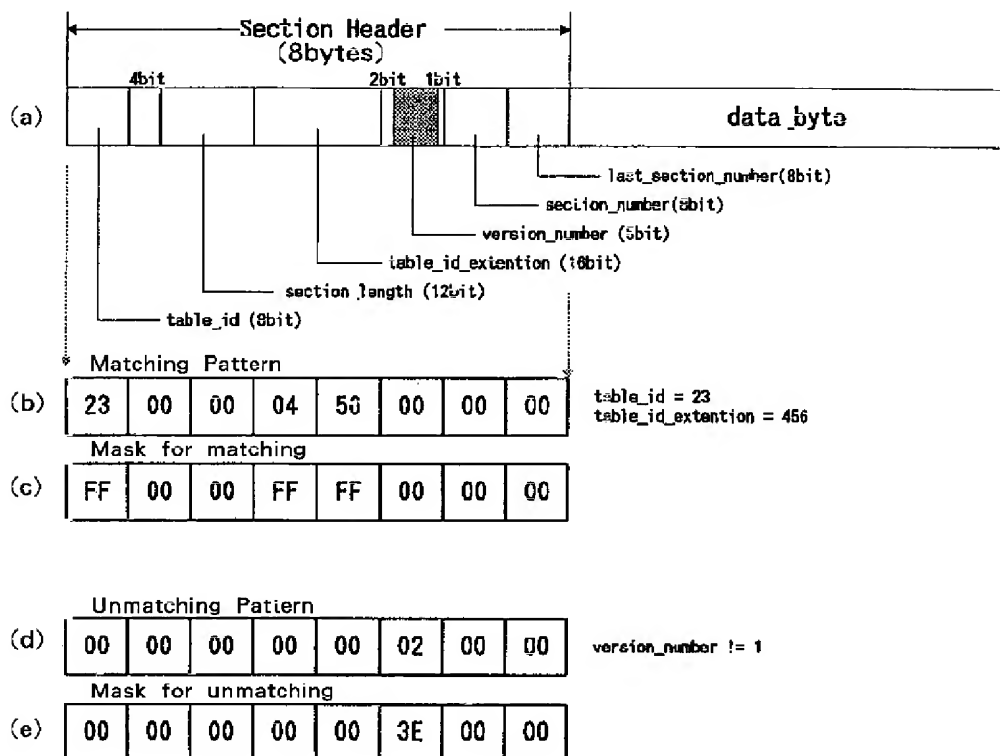 Section Header
(8bytes)
4bit 2bit 1bit
(a) data_byte
last_section_number(8bit)
section_number(8bit)
version_number (5bit)
table_id_extention (16bit)
section_length (12bit)
table_id (8bit)
Matching Pattern
(b) 23 00 00 04 56 00 00 00 table_id = 23
table_id_extention = 456
Mask for matching
(c) FF 00 00 FF FF 00 00 00
Unmatching Pattern
(d) 00 00 00 00 00 02 00 00 version_number != 1
Mask for unmatching
(e) 00 00 00 00 00 3E 00 00